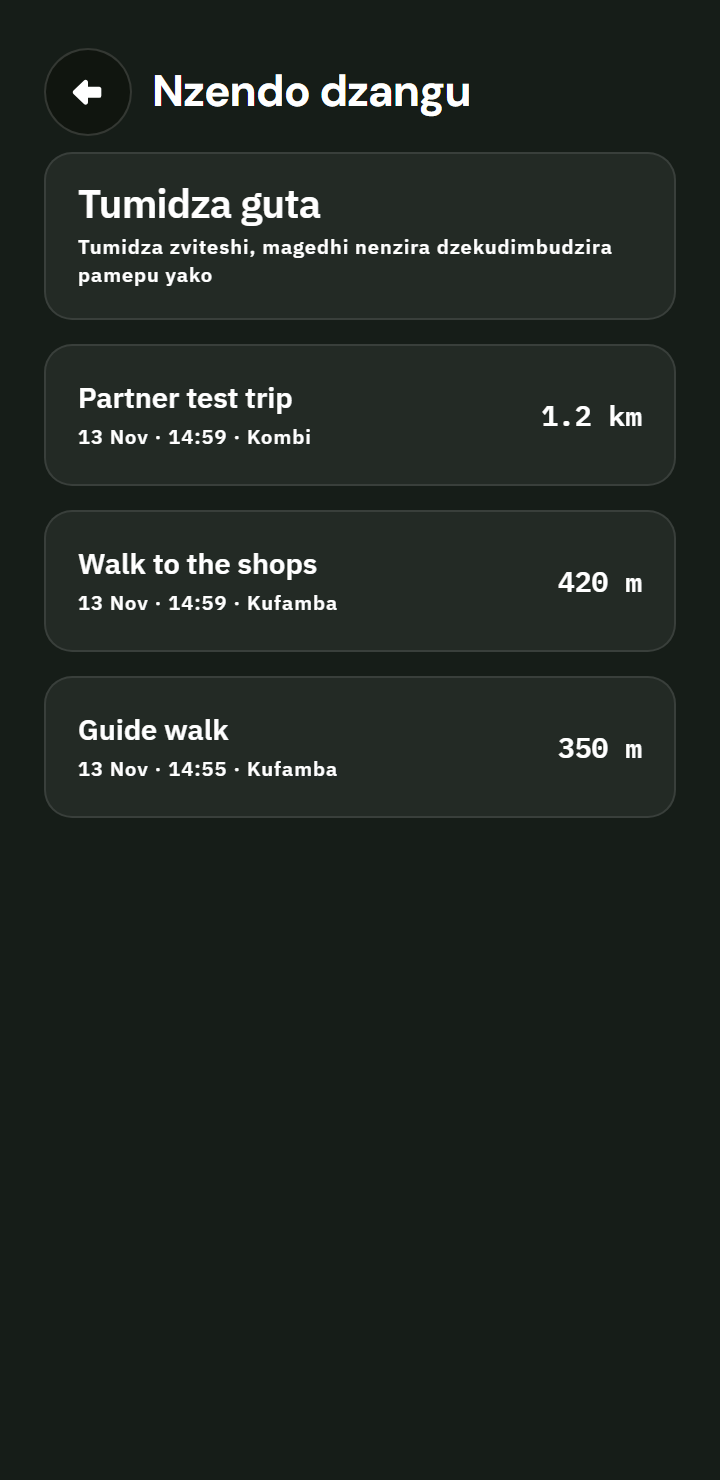 Nzendo dzangu
Tumidza guta
Tumidza zviteshi, magedhi nenzira dzekudimbudzira
pamepu yako
Partner test trip
1.2 km
13 Nov · 14:59 · Kombi
Walk to the shops
420 m
13 Nov · 14:59 · Kufamba
Guide walk
350 m
13 Nov · 14:55 · Kufamba